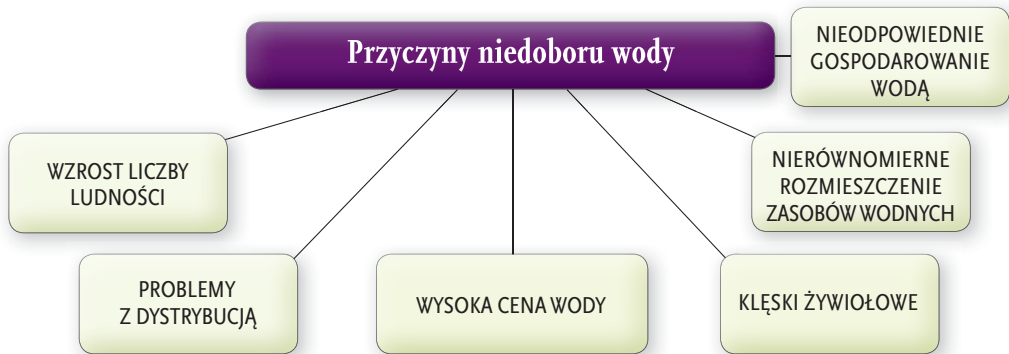 Przyczyny niedoboru wody
NIEODPOWIEDNIE
GOSPODAROWANIE
WODĄ
WZROST LICZBY
LUDNOŚCI
NIERÓWNOMIERNE
ROZMIESZCZENIE
ZASOBÓW WODNYCH
PROBLEMY
Z DYSTRYBUCJĄ
WYSOKA CENA WODY
KLĘSKI ŻYWIOŁOWE